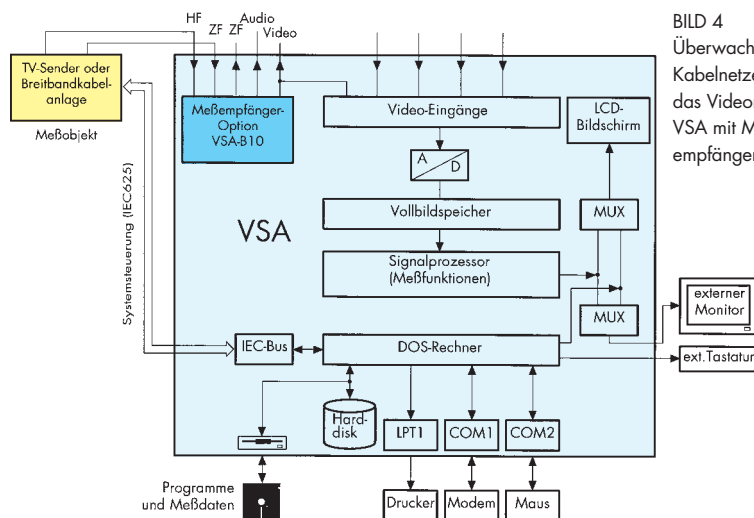 HF
ZF
ZF
Audio
Video
TV-Sender oder
Breitbandkabel-
anlage
Meßobjekt
Meßempfänger-
Option
VSA-B10
Video-Eingänge
LCD-
Bildschirm
A
D
Vollbildspeicher
MUX
VSA
Signalprozessor
(Meßfunktionen)
MUX
externer
Monitor
Systemsteuerung (IEC625)
IEC-Bus
DOS-Rechner
ext.Tastatur
Hard-
disk
LPT1
COM1
COM2
Programme
und Meßdaten
Drucker
Modem
Maus
BILD 4
Überwach
Kabelnetze
das Video
VSA mit M
empfänger